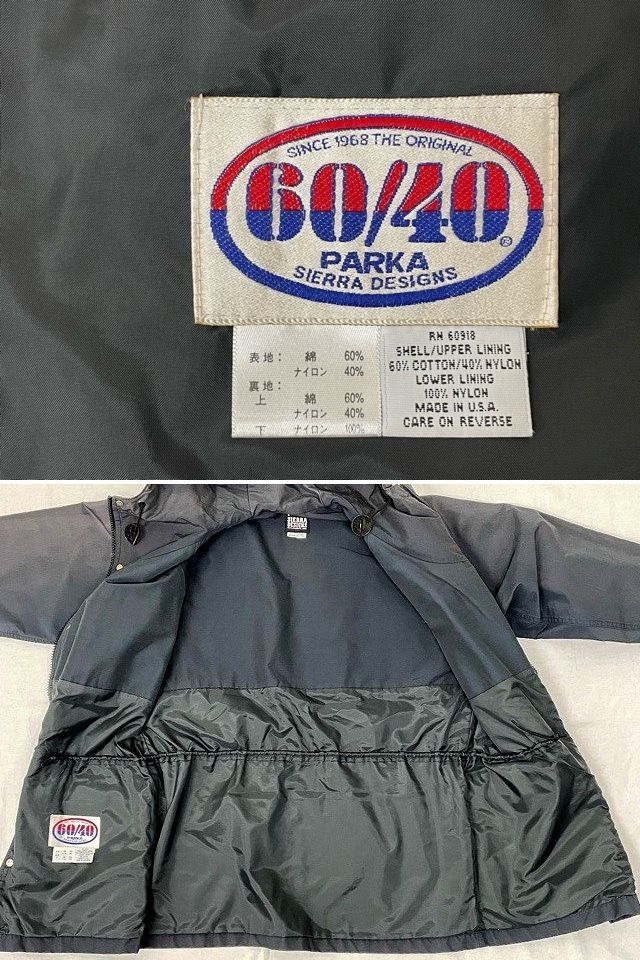 SINCE 1968 THE ORIGINAL
60/40®
PARKA
SIERRA DESIGNS
表地: 綿 60%
ナイロン 40%
裏地:
上 綿 60%
ナイロン 40%
下 ナイロン 100%
RN 60918
SHELL/UPPER LINING
60% COTTON/40% NYLON
LOWER LINING
100% NYLON
MADE IN U.S.A.
CARE ON REVERSE
SIERRA
DESIGNS
60/40
PARKA